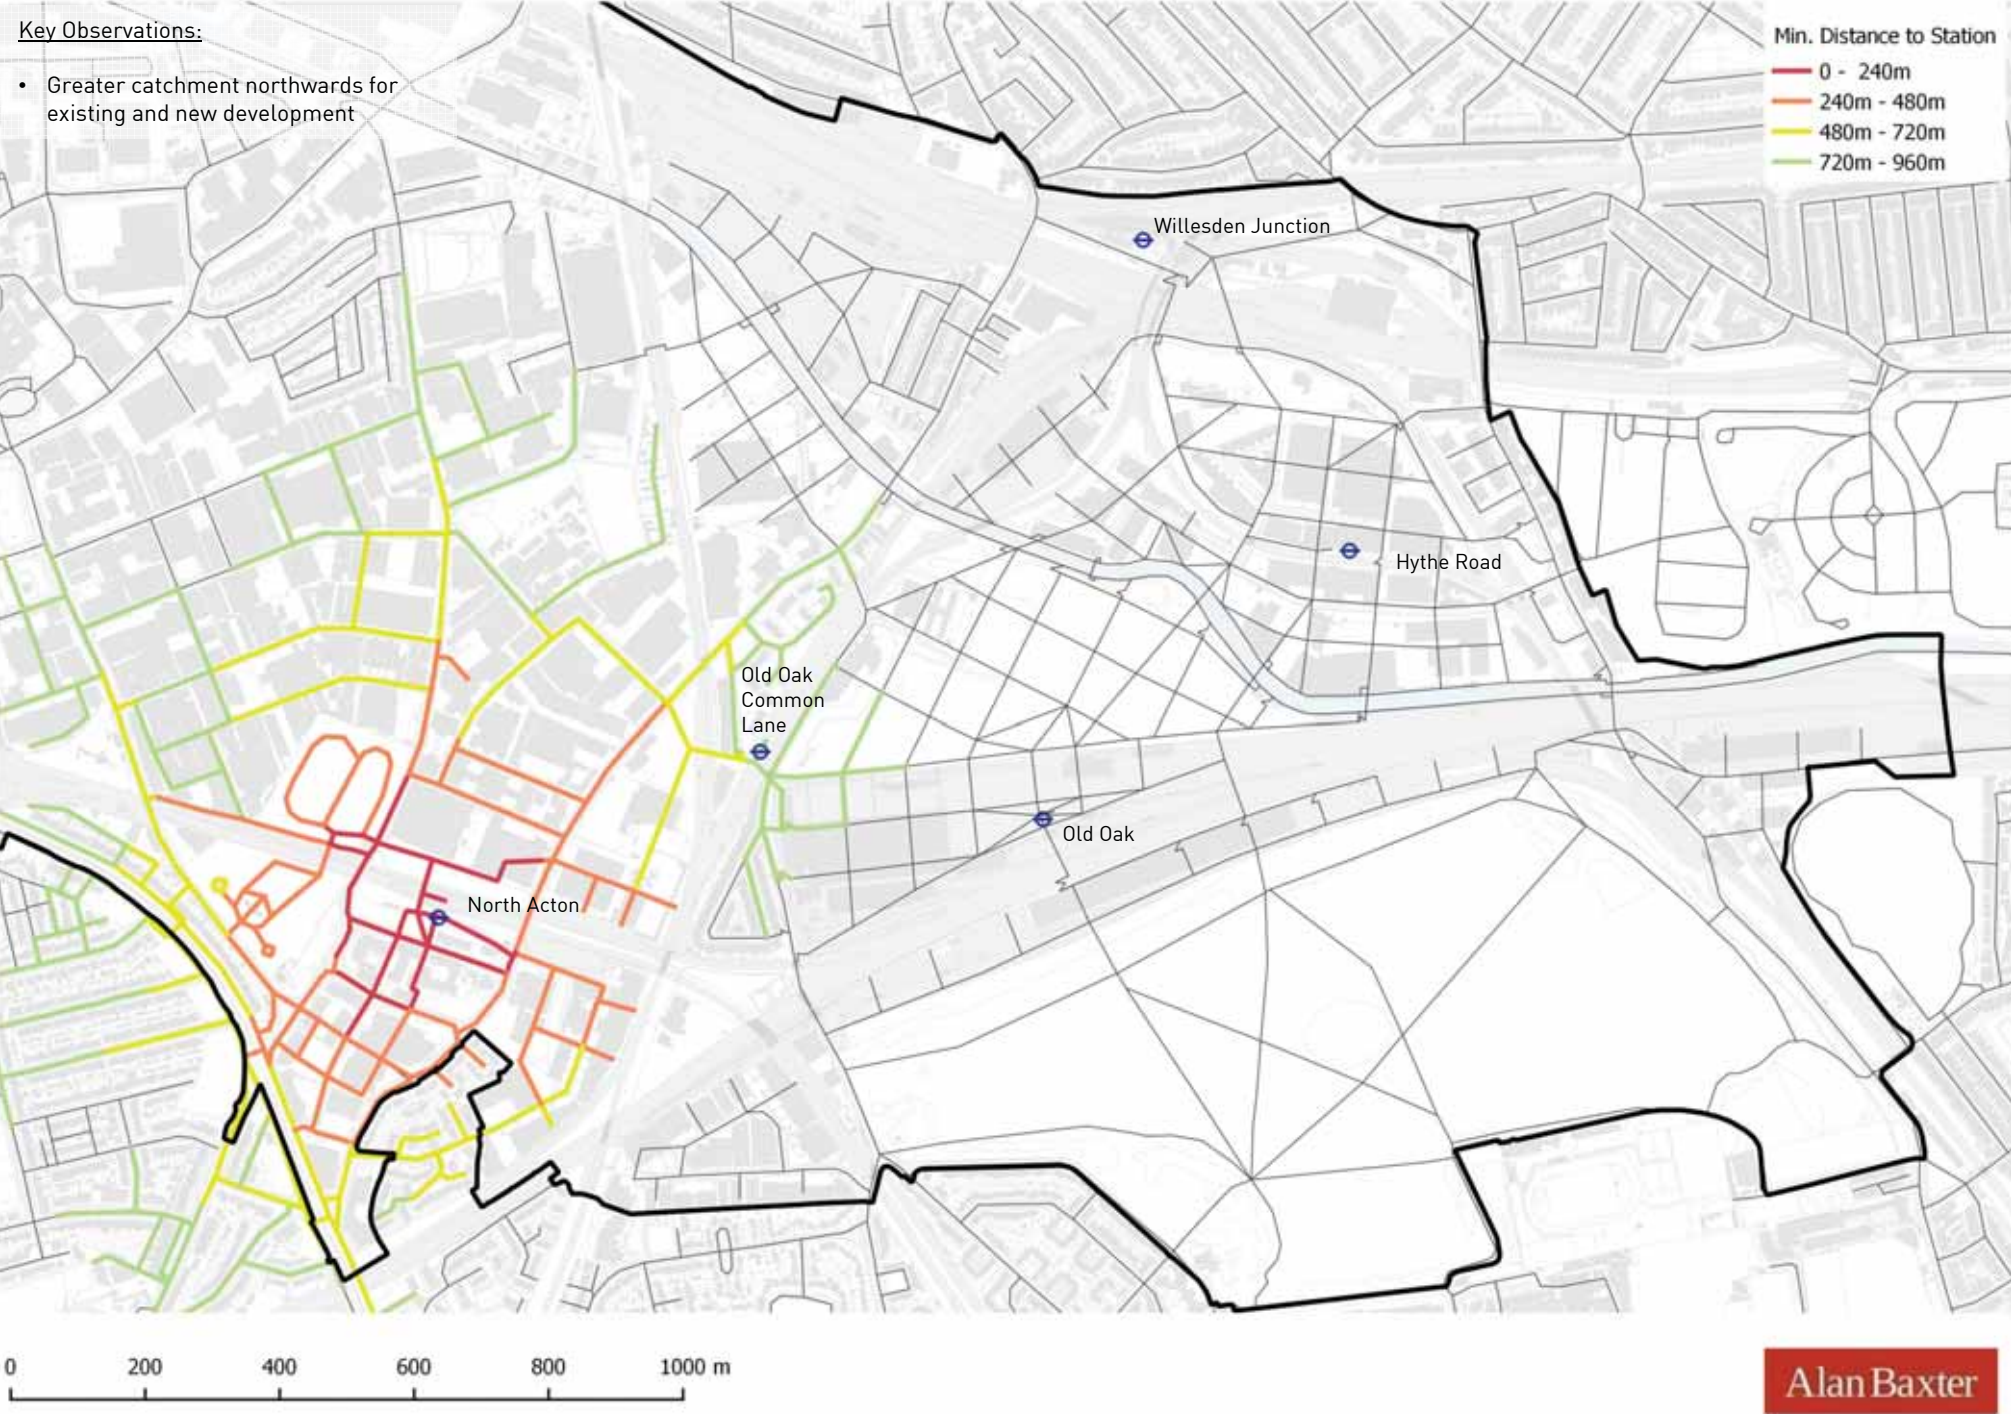 Key Observations:
• Greater catchment northwards for
existing and new development
Min. Distance to Station
0 - 240m
240m - 480m
480m - 720m
720m - 960m
Willesden Junction
Hythe Road
Old Oak
Common
Lane
Old Oak
North Acton
0 200 400 600 800 1000 m
Alan Baxter